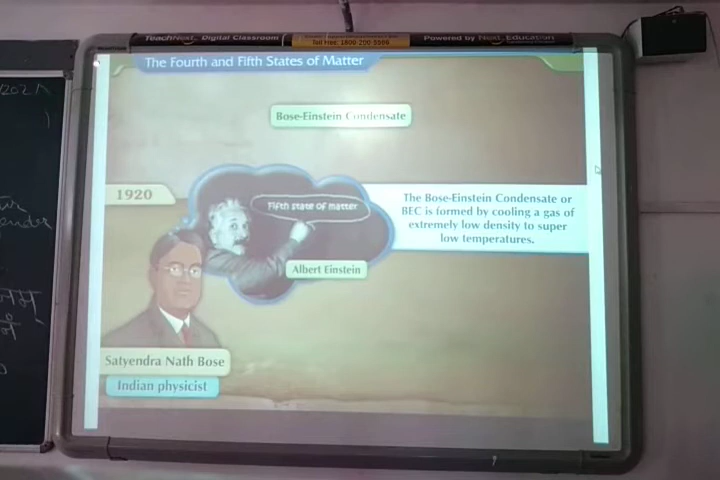 TeachNext Digital Classroom
Toll Free: 1800 200 5566
Powered by Next Education
The Fourth and Fifth States of Matter
Bose-Einstein Condensate
1920
Fifth state of matter
The Bose-Einstein Condensate or
BEC is formed by cooling a gas of
extremely low density to super
low temperatures.
Albert Einstein
Satyendra Nath Bose
Indian physicist